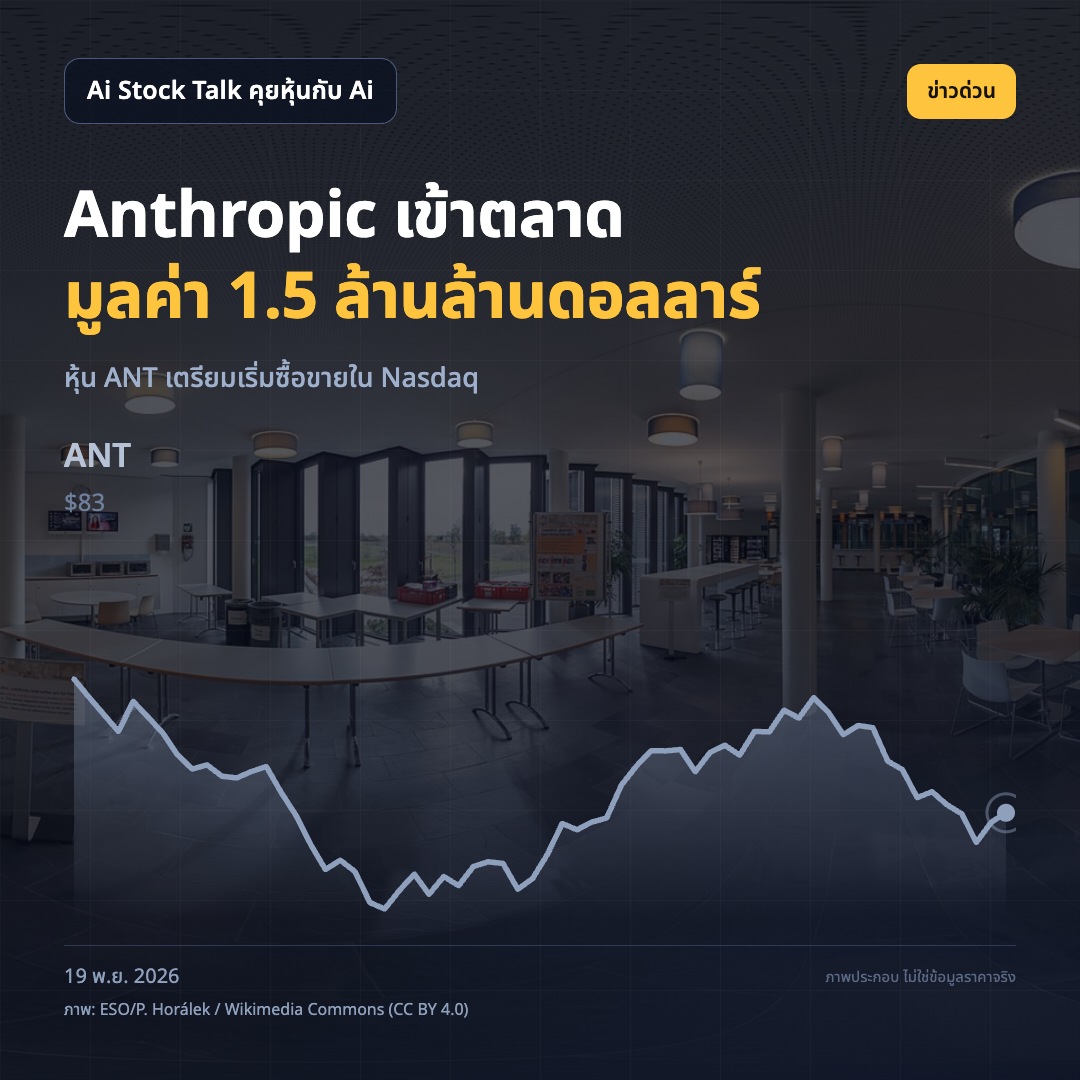 Ai Stock Talk คุยหุ้นกับ Ai
ข่าวด่วน
Anthropic เข้าตลาด
มูลค่า 1.5 ล้านล้านดอลลาร์
หุ้น ANT เตรียมเริ่มซื้อขายใน Nasdaq
ANT
$83
19 พ.ย. 2026
ภาพประกอบ ไม่ใช่ข้อมูลราคาจริง
ภาพ: ESO/P. Horálek / Wikimedia Commons (CC BY 4.0)